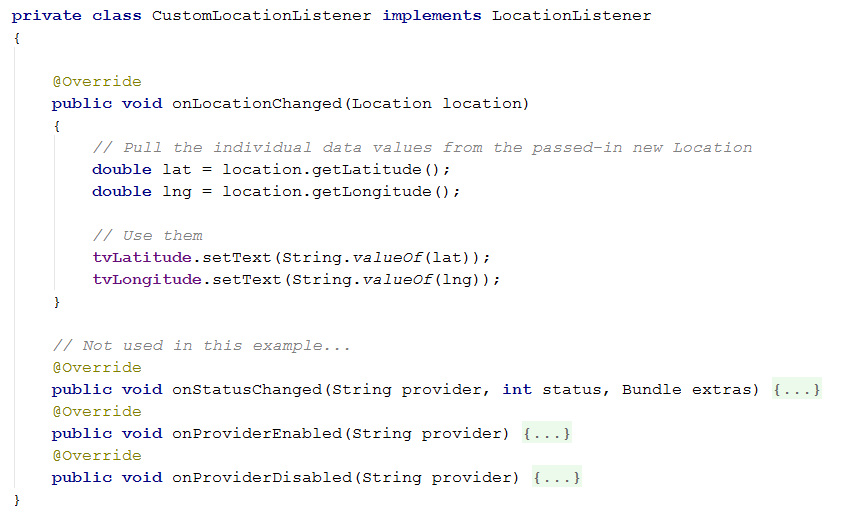 private class CustomLocationListener implements LocationListener
{
@Override
public void onLocationChanged(Location location)
{
// Pull the individual data values from the passed-in new Location
double lat = location.getLatitude();
double lng = location.getLongitude();
// Use them
tvLatitude.setText(String.valueOf(lat));
tvLongitude.setText(String.valueOf(lng));
}
// Not used in this example...
@Override
public void onStatusChanged(String provider, int status, Bundle extras) {...}
@Override
public void onProviderEnabled(String provider) {...}
@Override
public void onProviderDisabled(String provider) {...}
}